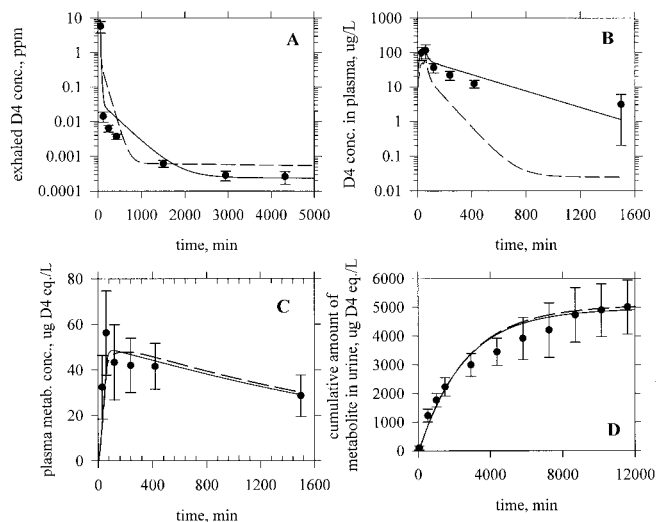 10
1
0.1
0.01
0.001
0.0001
exhaled D4 conc., ppm
A
0 1000 2000 3000 4000 5000
time, min
1000
100
10
1
0.1
0.01
D4 conc. in plasma, ug/L
B
0 400 800 1200 1600
time, min
80
60
40
20
0
plasma metab. conc., ug D4 eq./L
C
0 400 800 1200 1600
time, min
6000
5000
4000
3000
2000
1000
0
cumulative amount of
metabolite in urine, ug D4 eq./L
D
0 4000 8000 12000
time, min